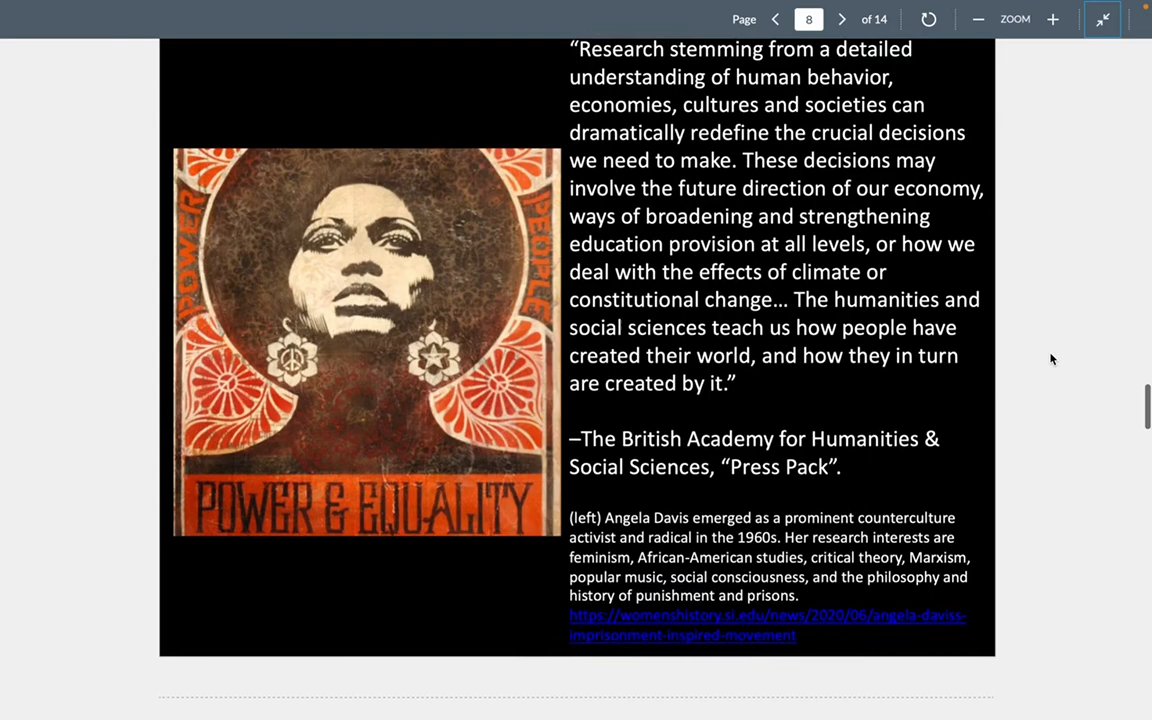 Page 8 of 14 ZOOM
“Research stemming from a detailed
understanding of human behavior,
economies, cultures and societies can
dramatically redefine the crucial decisions
we need to make. These decisions may
involve the future direction of our economy,
ways of broadening and strengthening
education provision at all levels, or how we
deal with the effects of climate or
constitutional change... The humanities and
social sciences teach us how people have
created their world, and how they in turn
are created by it.”
–The British Academy for Humanities &
Social Sciences, “Press Pack”.
(left) Angela Davis emerged as a prominent counterculture
activist and radical in the 1960s. Her research interests are
feminism, African-American studies, critical theory, Marxism,
popular music, social consciousness, and the philosophy and
history of punishment and prisons.
https://womenshistory.si.edu/news/2020/06/angela-daviss-
imprisonment-inspired-movement
POWER
PEOPLE
POWER & EQUALITY